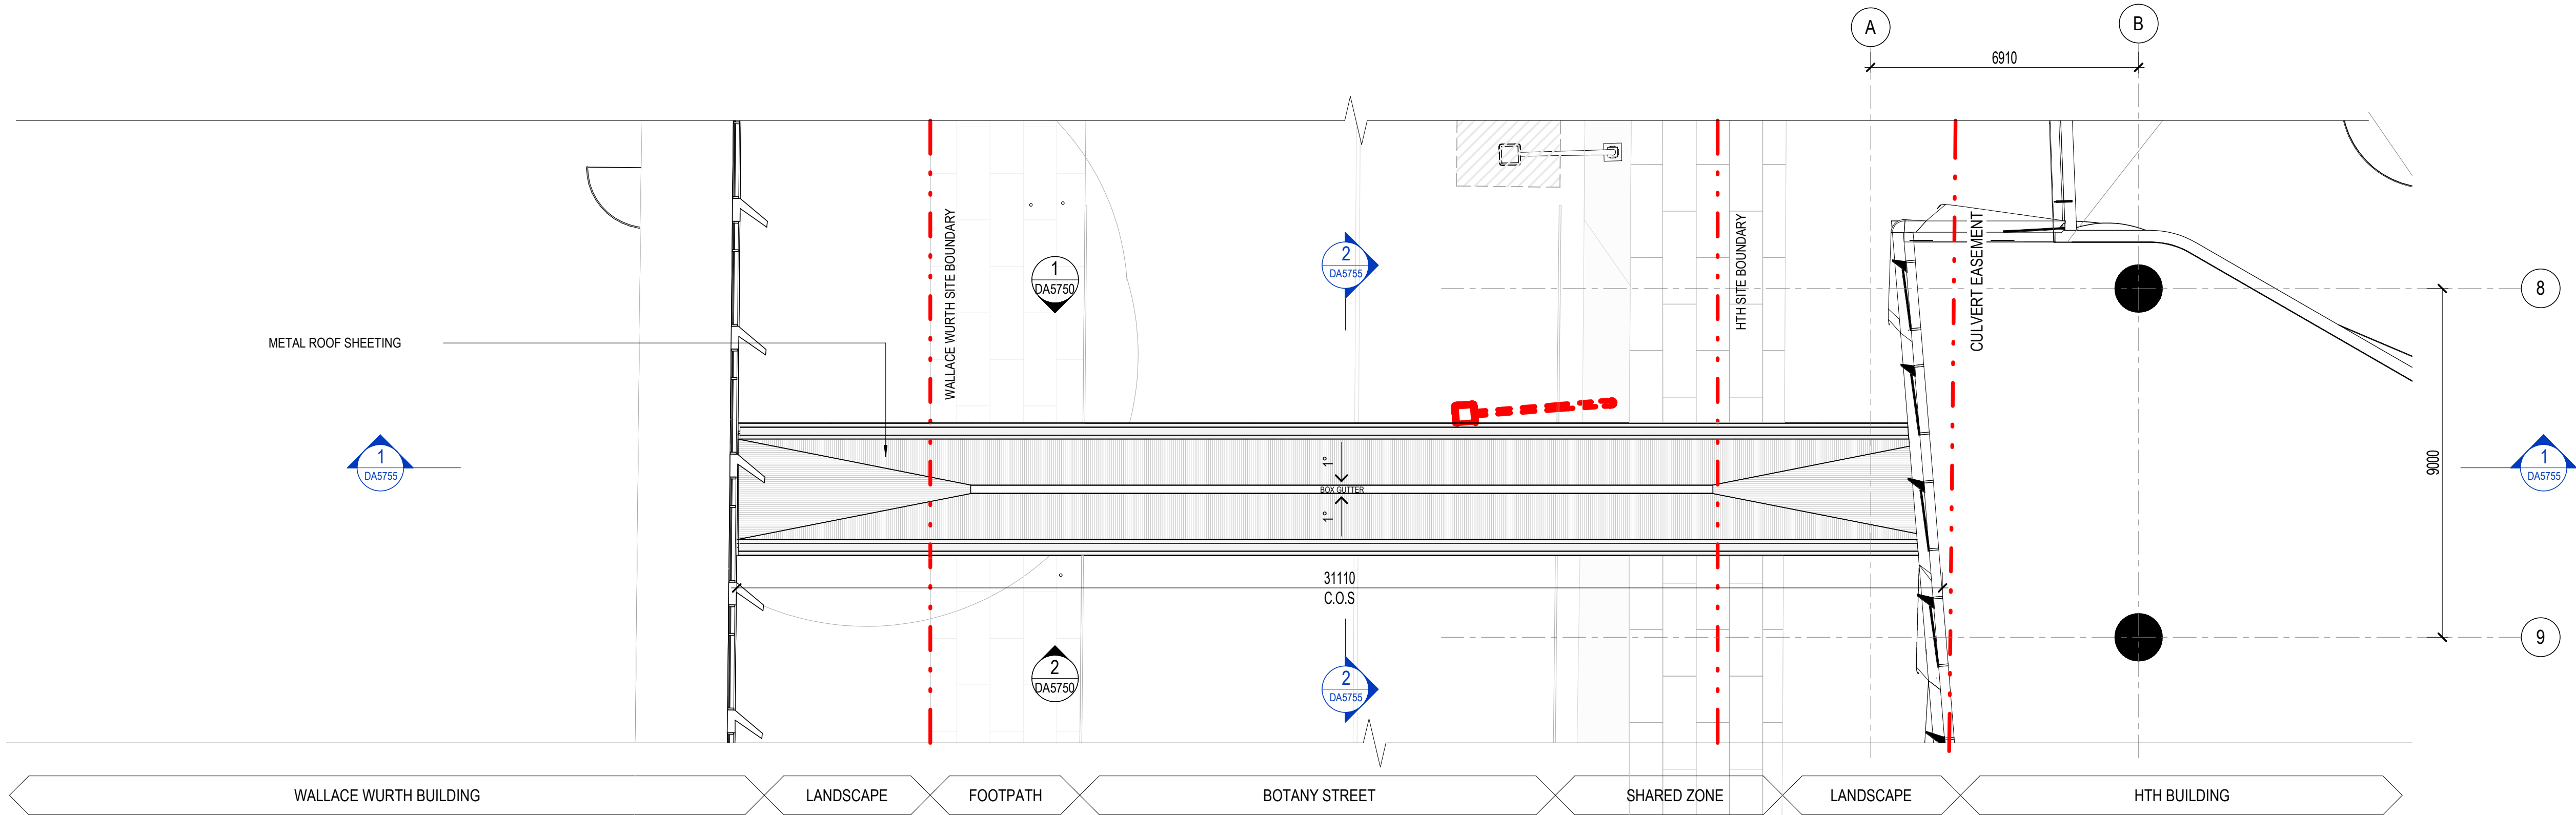 A
B
6910
WALLACE WURTH SITE BOUNDARY
HTH SITE BOUNDARY
CULVERT EASEMENT
1
DA5750
2
DA5755
8
METAL ROOF SHEETING
1
DA5755
1°
BOX GUTTER
1°
9000
1
DA5755
31110
C.O.S
9
2
DA5750
2
DA5755
WALLACE WURTH BUILDING
LANDSCAPE
FOOTPATH
BOTANY STREET
SHARED ZONE
LANDSCAPE
HTH BUILDING